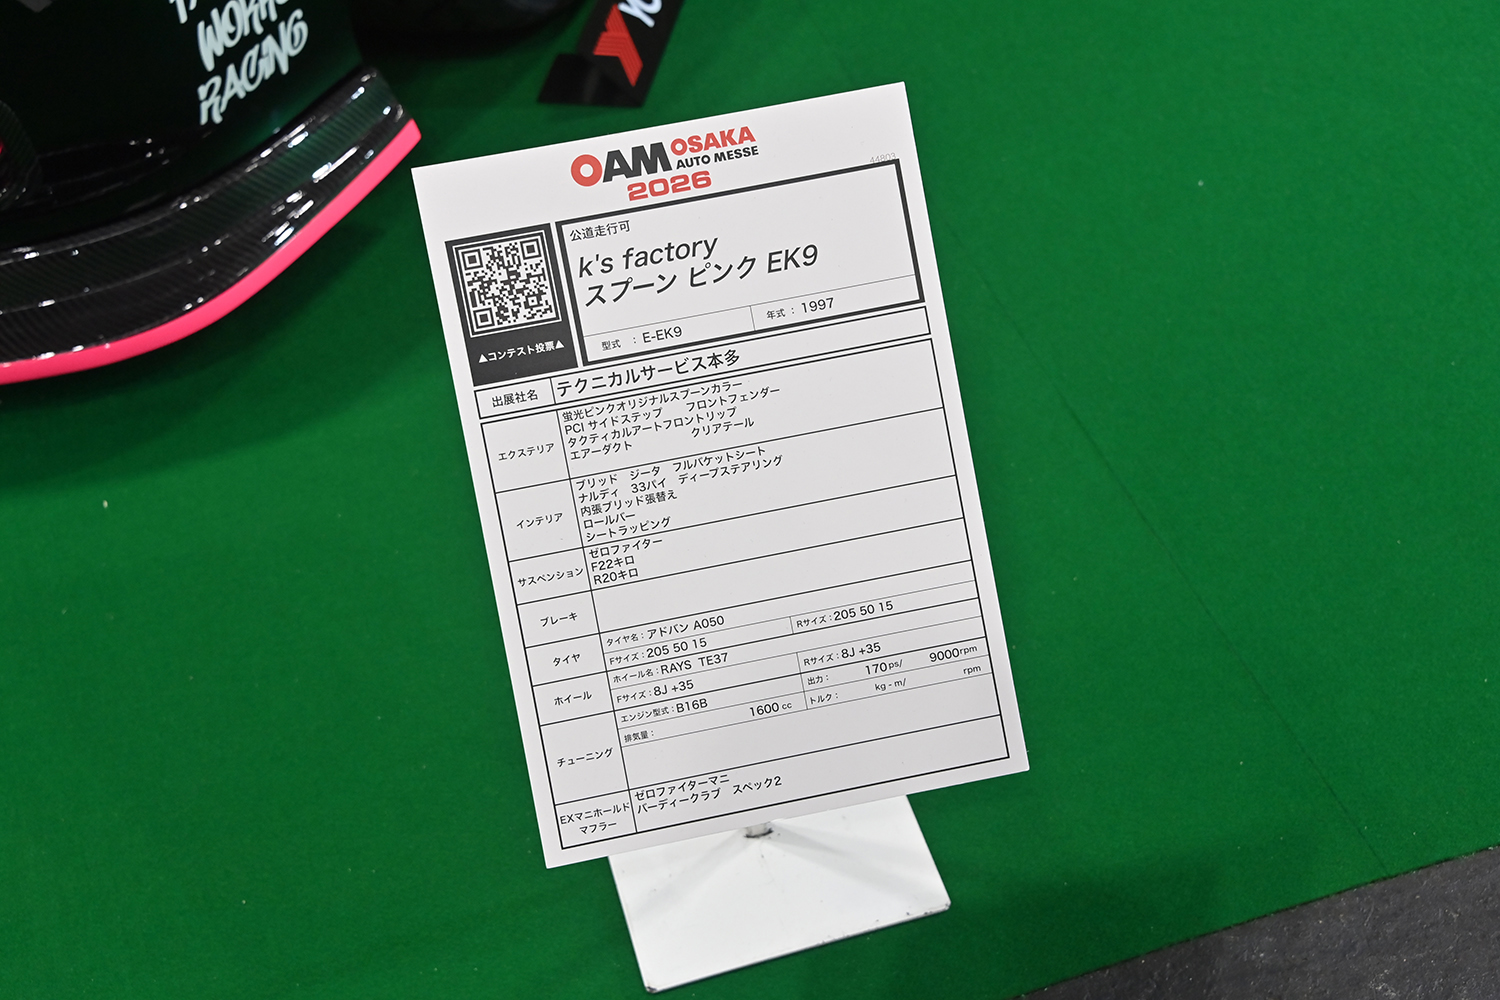 WORK
RACING
OAM OSAKA
AUTO MESSE
2026
44803
公道走行可
k's factory
スプーン ピンク EK9
型式 : E-EK9
年式 : 1997
▲コンテスト投票▲
出展社名 テクニカルサービス本多
エクステリア
蛍光ピンクオリジナルスプーンカラー
PCI サイドステップ フロントフェンダー
タクティカルアートフロントリップ
エアーダクト クリアテール
インテリア
ブリッド ジータ フルバケットシート
ナルディ 33パイ ディープステアリング
内張ブリッド張替え
ロールバー
シートラッピング
サスペンション
ゼロファイター
F22キロ
R20キロ
ブレーキ
タイヤ
タイヤ名:アドバン A050
Fサイズ:205 50 15
Rサイズ:205 50 15
ホイール
ホイール名:RAYS TE37
Fサイズ:8J +35
Rサイズ:8J +35
チューニング
エンジン型式:B16B
出力: 170ps/ 9000rpm
排気量: 1600 cc
トルク: kg-m/ rpm
EXマニホールド
マフラー
ゼロファイターマニ
バーディークラブ スペック2